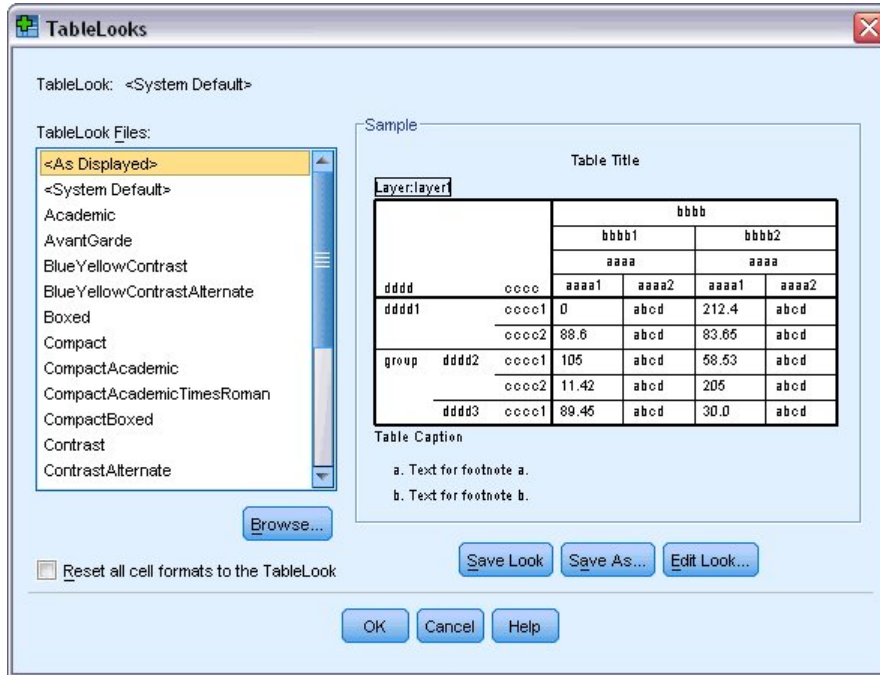 TableLooks
TableLook: <System Default>
TableLook Files:
<As Displayed>
<System Default>
Academic
AvantGarde
BlueYellowContrast
BlueYellowContrastAlternate
Boxed
Compact
CompactAcademic
CompactAcademicTimesRoman
CompactBoxed
Contrast
ContrastAlternate
Browse...
Reset all cell formats to the TableLook
Sample
Table Title
Layer:layer1
bbbb
bbbb1 bbbb2
aaaa aaaa
dddd cccc aaaa1 aaaa2 aaaa1 aaaa2
dddd1 cccc1 0 abcd 212.4 abcd
cccc2 88.6 abcd 83.65 abcd
group dddd2 cccc1 105 abcd 58.53 abcd
cccc2 11.42 abcd 205 abcd
dddd3 cccc1 89.45 abcd 30.0 abcd
Table Caption
a. Text for footnote a.
b. Text for footnote b.
Save Look Save As... Edit Look...
OK Cancel Help